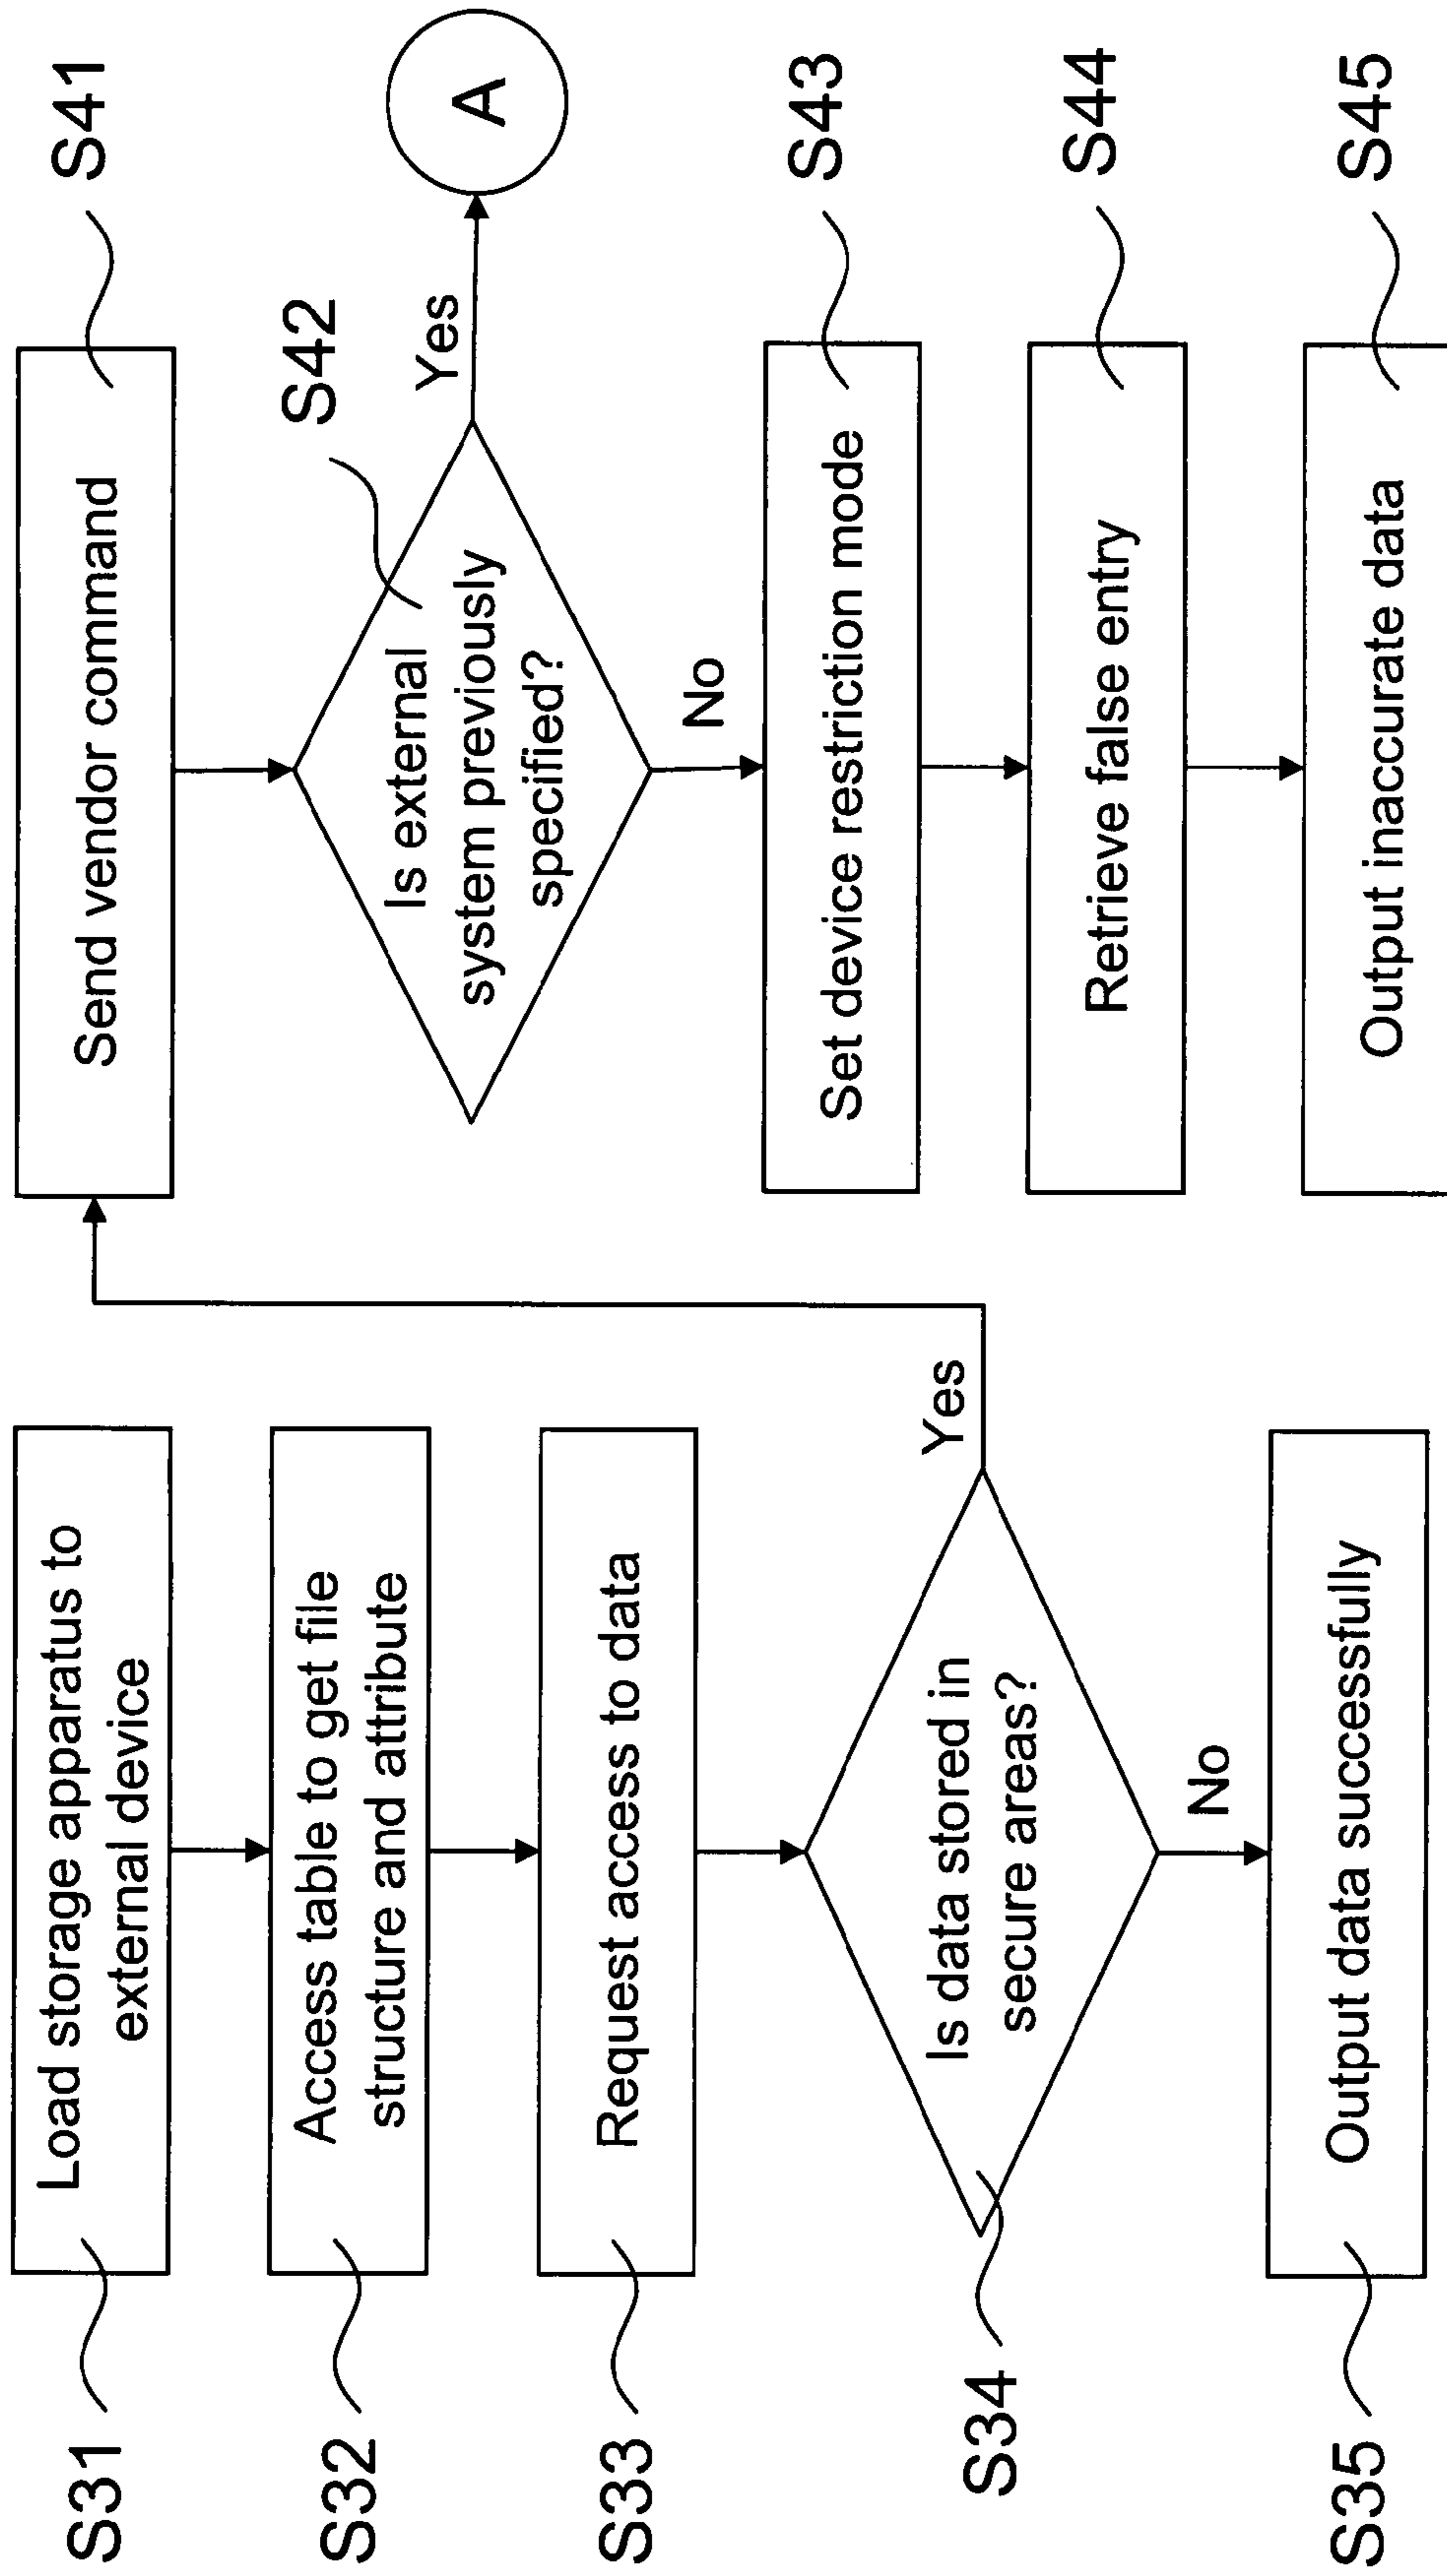 S31
Load storage apparatus to
external device
S32
Access table to get file
structure and attribute
S33
Request access to data
S34
Is data stored in
secure areas?
Yes
No
S35
Output data successfully
S41
Send vendor command
S42
Is external
system previously
specified?
Yes
A
No
S43
Set device restriction mode
S44
Retrieve false entry
S45
Output inaccurate data